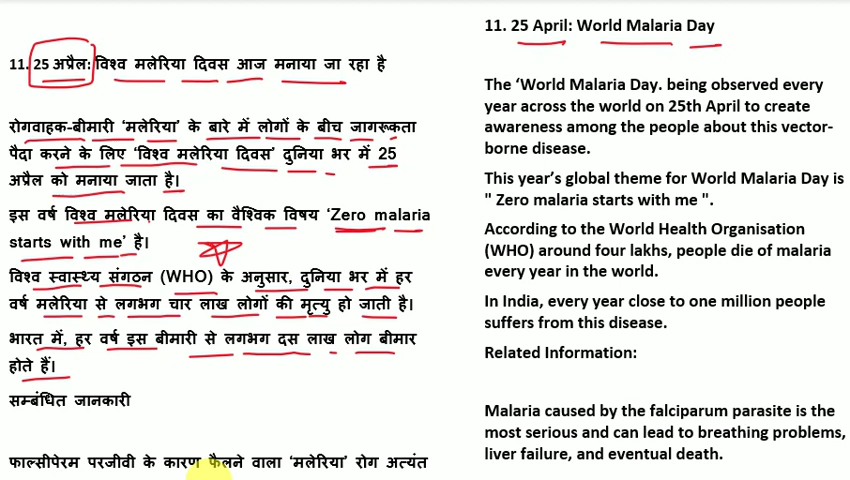 11. 25 अप्रैल: विश्व मलेरिया दिवस आज मनाया जा रहा है
रोगवाहक-बीमारी 'मलेरिया' के बारे में लोगों के बीच जागरूकता
पैदा करने के लिए 'विश्व मलेरिया दिवस' दुनिया भर में 25
अप्रैल को मनाया जाता है।
इस वर्ष विश्व मलेरिया दिवस का वैश्विक विषय 'Zero malaria
starts with me' है।
विश्व स्वास्थ्य संगठन (WHO) के अनुसार, दुनिया भर में हर
वर्ष मलेरिया से लगभग चार लाख लोगों की मृत्यु हो जाती है।
भारत में, हर वर्ष इस बीमारी से लगभग दस लाख लोग बीमार
होते हैं।
सम्बंधित जानकारी
फाल्सीपेरम परजीवी के कारण फैलने वाला 'मलेरिया' रोग अत्यंत
11. 25 April: World Malaria Day
The 'World Malaria Day. being observed every
year across the world on 25th April to create
awareness among the people about this vector-
borne disease.
This year's global theme for World Malaria Day is
" Zero malaria starts with me ".
According to the World Health Organisation
(WHO) around four lakhs, people die of malaria
every year in the world.
In India, every year close to one million people
suffers from this disease.
Related Information:
Malaria caused by the falciparum parasite is the
most serious and can lead to breathing problems,
liver failure, and eventual death.